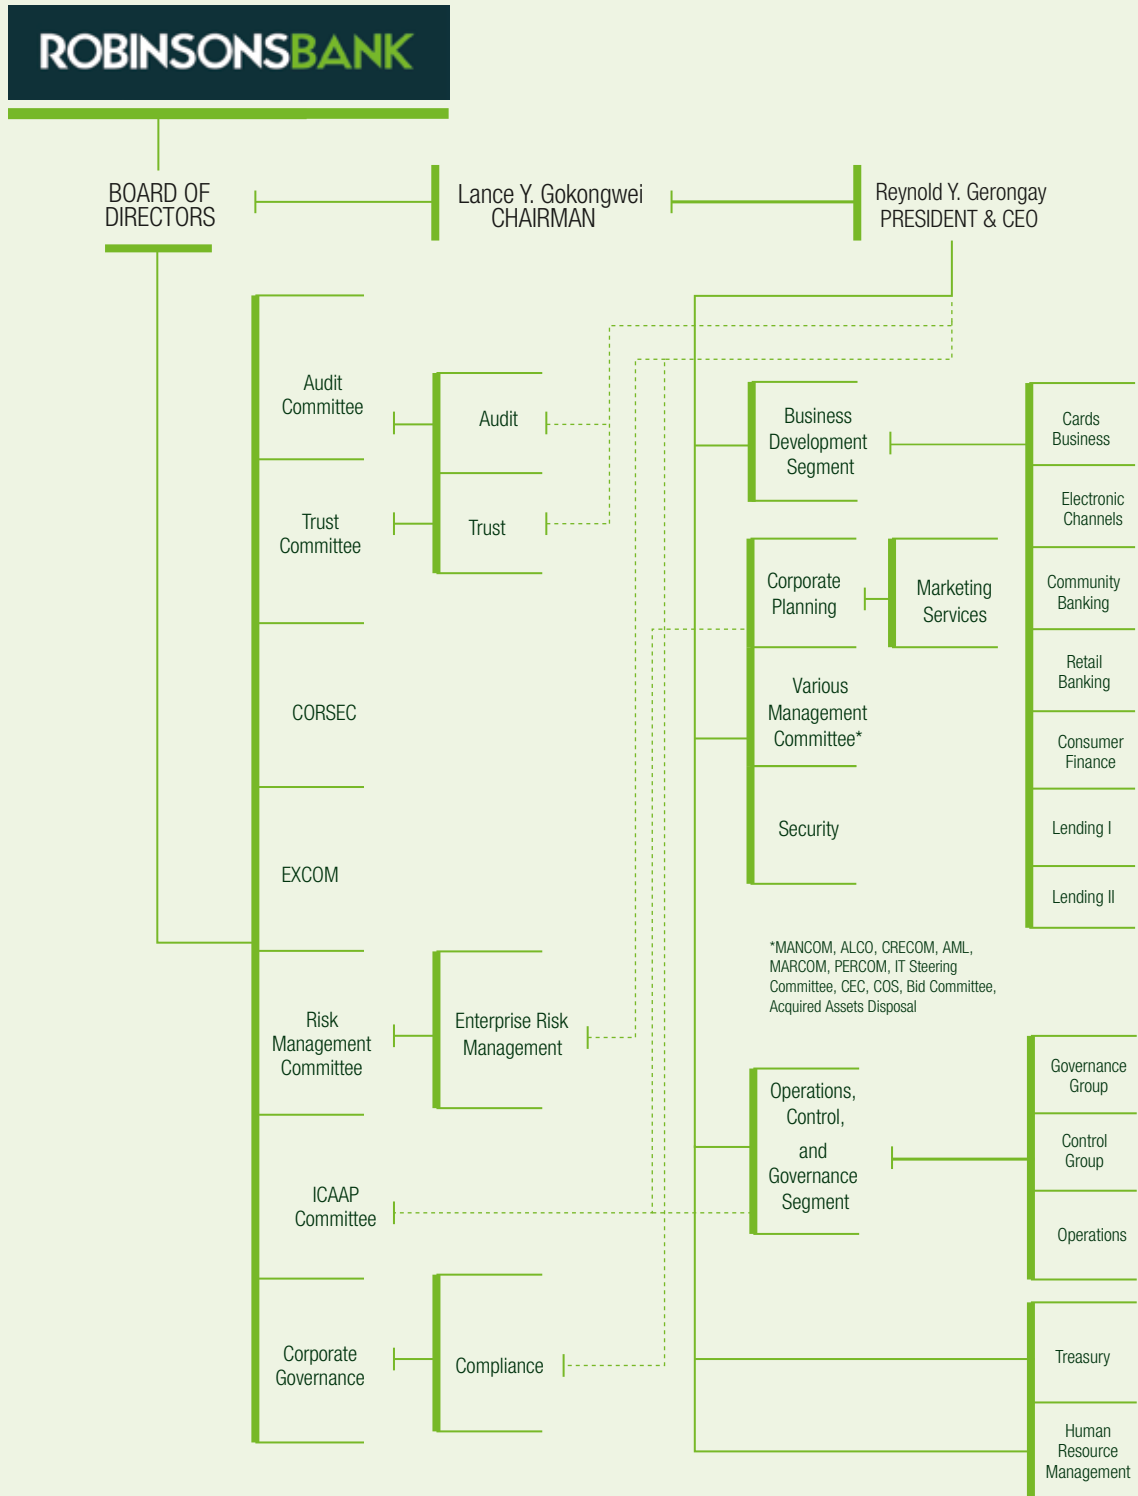 ROBINSONSBANK
BOARD OF
DIRECTORS
Lance Y. Gokongwei
CHAIRMAN
Reynold Y. Gerongay
PRESIDENT & CEO
Audit
Committee
Trust
Committee
CORSEC
EXCOM
Risk
Management
Committee
ICAAP
Committee
Corporate
Governance
Audit
Trust
Enterprise Risk
Management
Compliance
Business
Development
Segment
Corporate
Planning
Various
Management
Committee*
Security
Marketing
Services
Cards
Business
Electronic
Channels
Community
Banking
Retail
Banking
Consumer
Finance
Lending I
Lending II
*MANCOM, ALCO, CRECOM, AML,
MARCOM, PERCOM, IT Steering
Committee, CEC, COS, Bid Committee,
Acquired Assets Disposal
Operations,
Control,
and
Governance
Segment
Governance
Group
Control
Group
Operations
Treasury
Human
Resource
Management